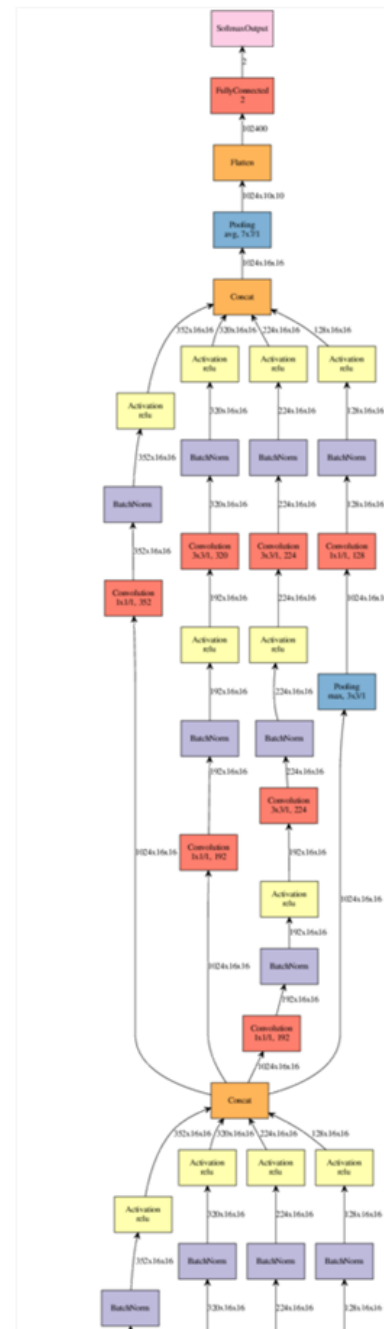 SoftmaxOutput
2
FullyConnected
2
102400
Flatten
1024x10x10
Pooling
avg, 7x7/1
1024x16x16
Concat
352x16x16
320x16x16
224x16x16
128x16x16
Activation
relu
Activation
relu
Activation
relu
Activation
relu
352x16x16
320x16x16
224x16x16
128x16x16
BatchNorm
BatchNorm
BatchNorm
BatchNorm
352x16x16
320x16x16
224x16x16
128x16x16
Convolution
1x1/1, 352
Convolution
3x3/1, 320
Convolution
3x3/1, 224
Convolution
1x1/1, 128
192x16x16
224x16x16
1024x16x1
Activation
relu
Activation
relu
Pooling
max, 3x3/1
192x16x16
224x16x16
BatchNorm
BatchNorm
192x16x16
224x16x16
Convolution
3x3/1, 224
Convolution
1x1/1, 192
1024x16x16
192x16x16
1024x16x16
Activation
relu
192x16x16
1024x16x16
BatchNorm
192x16x16
Convolution
1x1/1, 192
1024x16x16
Concat
352x16x16
320x16x16
224x16x16
128x16x16
Activation
relu
Activation
relu
Activation
relu
Activation
relu
352x16x16
320x16x16
224x16x16
128x16x16
BatchNorm
BatchNorm
BatchNorm
BatchNorm
320x16x16
224x16x16
128x16x16